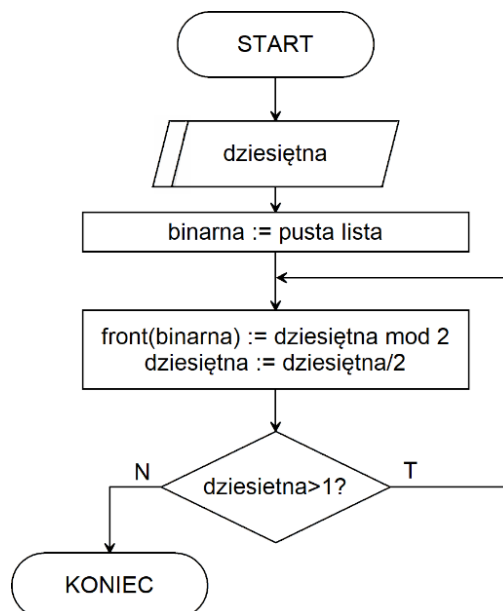 START
dziesiętna
binarna := pusta lista
front(binarna) := dziesiętna mod 2
dziesiętna := dziesiętna/2
N
dziesietna>1?
T
KONIEC